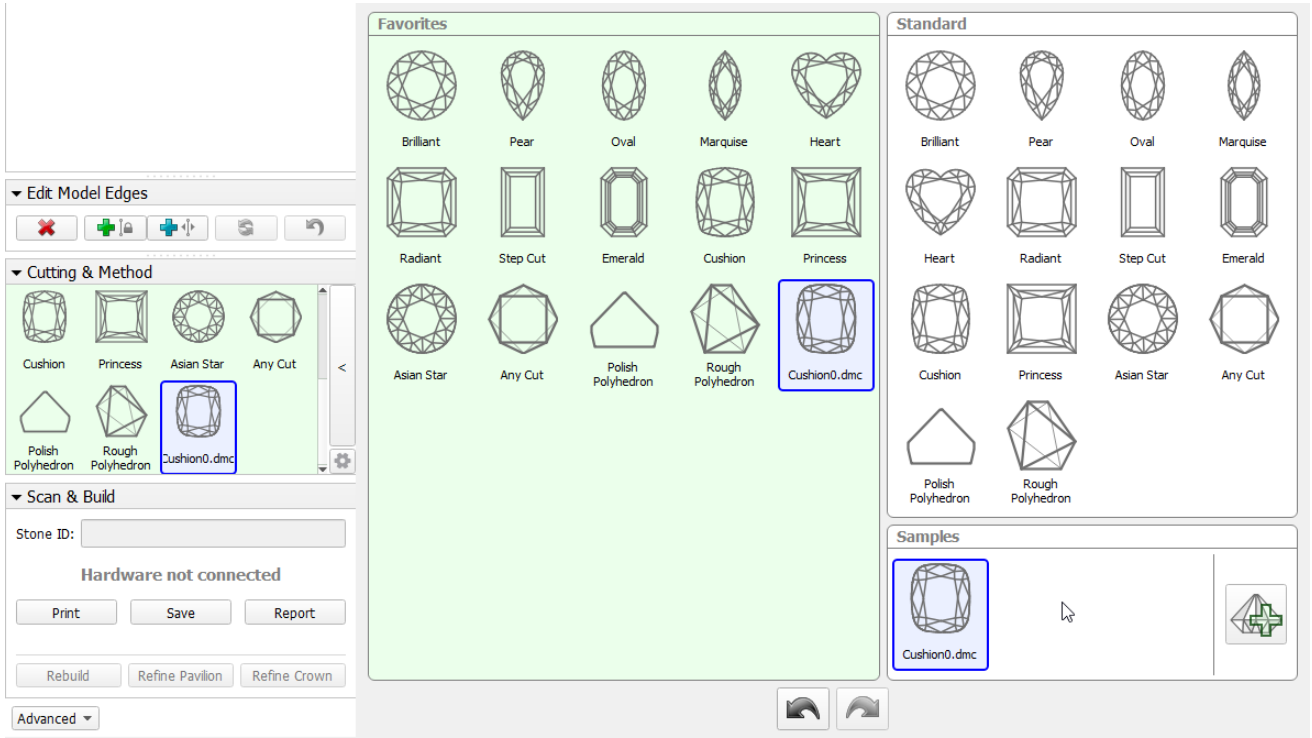 Edit Model Edges
Cutting & Method
Cushion
Princess
Asian Star
Any Cut
<
Polish
Polyhedron
Rough
Polyhedron
Cushion0.dmc
Scan & Build
Stone ID:
Hardware not connected
Print
Save
Report
Rebuild
Refine Pavilion
Refine Crown
Advanced
Favorites
Brilliant
Pear
Oval
Marquise
Heart
Radiant
Step Cut
Emerald
Cushion
Princess
Asian Star
Any Cut
Polish
Polyhedron
Rough
Polyhedron
Cushion0.dmc
Standard
Brilliant
Pear
Oval
Marquise
Heart
Radiant
Step Cut
Emerald
Cushion
Princess
Asian Star
Any Cut
Polish
Polyhedron
Rough
Polyhedron
Samples
Cushion0.dmc